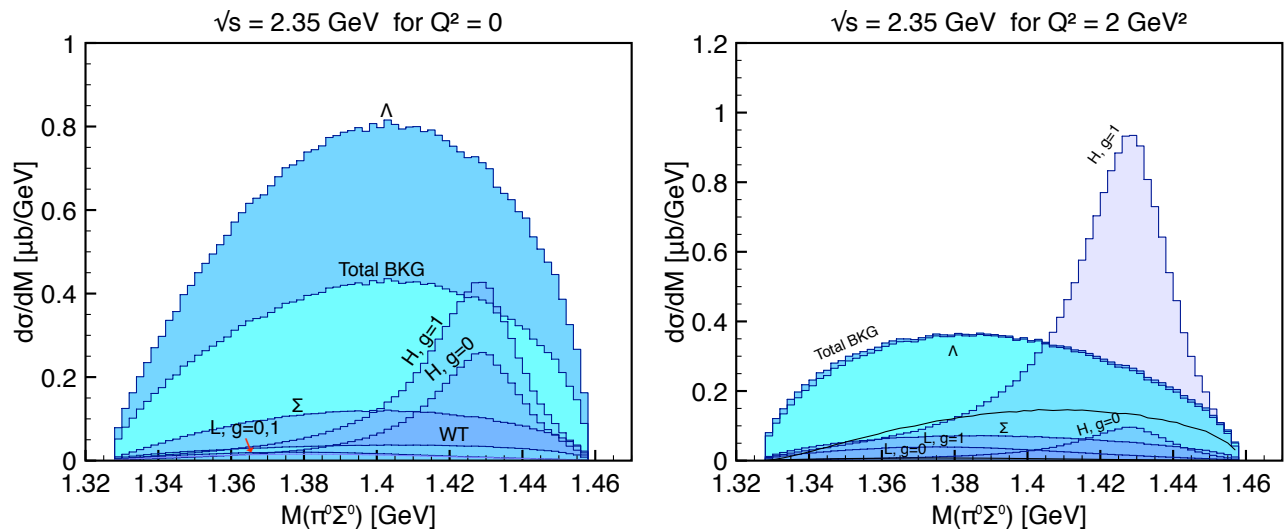 √s = 2.35 GeV for Q² = 0
dσ/dM [μb/GeV]
1
0.8
0.6
0.4
0.2
0
Λ
Total BKG
H, g=1
H, g=0
Σ
L, g=0,1
WT
1.32 1.34 1.36 1.38 1.4 1.42 1.44 1.46
M(π⁰Σ⁰) [GeV]
√s = 2.35 GeV for Q² = 2 GeV²
dσ/dM [μb/GeV]
1.2
1
0.8
0.6
0.4
0.2
0
H, g=1
Total BKG
Λ
L, g=1
Σ
H, g=0
L, g=0
1.32 1.34 1.36 1.38 1.4 1.42 1.44 1.46
M(π⁰Σ⁰) [GeV]